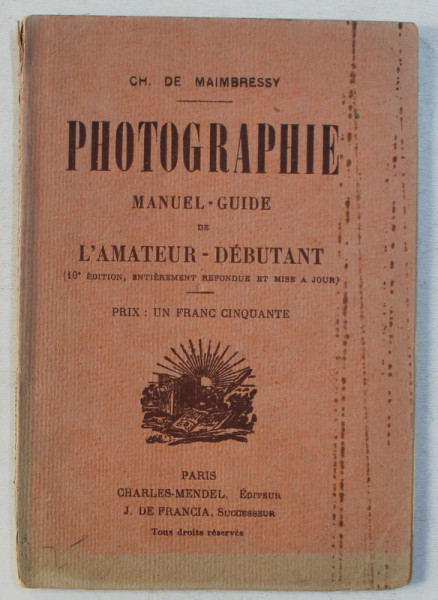 CH. DE MAIMBRESSY
PHOTOGRAPHIE
MANUEL-GUIDE
DE
L'AMATEUR-DÉBUTANT
(10e ÉDITION, ENTIÈREMENT REFONDUE ET MISE A JOUR)
PRIX : UN FRANC CINQUANTE
PARIS
CHARLES-MENDEL, ÉDITEUR
J. DE FRANCIA, SUCCESSEUR
Tous droits réservés